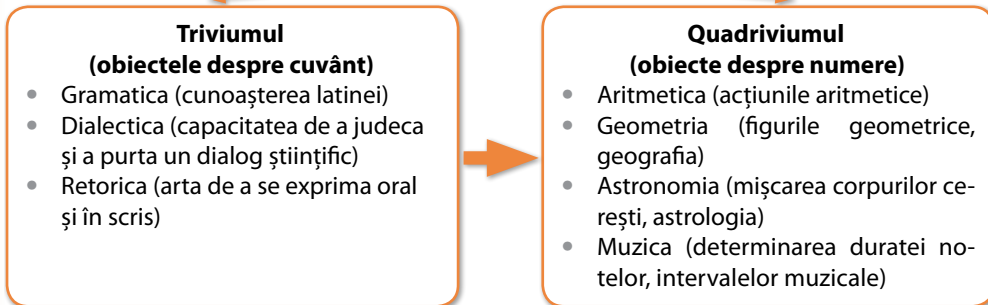 Triviumul
(obiectele despre cuvânt)
• Gramatica (cunoașterea latinei)
• Dialectica (capacitatea de a judeca
și a purta un dialog științific)
• Retorica (arta de a se exprima oral
și în scris)
Quadriviumul
(obiecte despre numere)
• Aritmetica (acțiunile aritmetice)
• Geometria (figurile geometrice,
geografia)
• Astronomia (mișcarea corpurilor ce-
rești, astrologia)
• Muzica (determinarea duratei no-
telor, intervalelor muzicale)